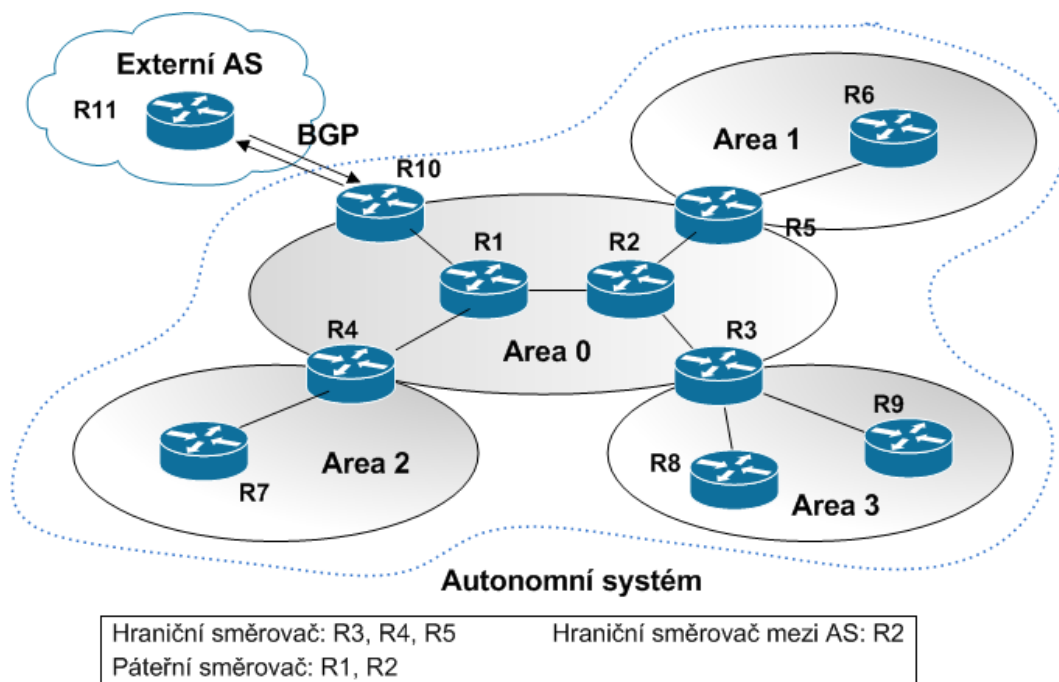 Externí AS
R11
BGP
R10
R6
Area 1
R5
R1
R2
R4
Area 0
R3
R9
Area 2
R7
R8
Area 3
Autonomní systém
Hraniční směrovač: R3, R4, R5 Hraniční směrovač mezi AS: R2
Páteřní směrovač: R1, R2